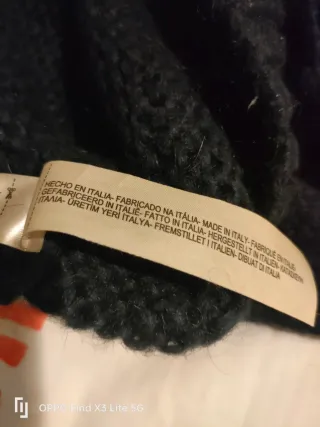 HECHO EN ITALIA- FABRICADO NA ITÁLIA- MADE IN ITALY- FABRIQUÉ EN ITALIE
GEFABRICEERD IN ITALIË- FATTO IN ITALIA- HERGESTELLT IN ITALIEN-
ΙΤΑΛΙΑ- ÜRETİM YERİ İTALYA- FREMSTILLET I ITALIEN- DIBUAT DI ITALIA
OPPO Find X3 Lite 5G